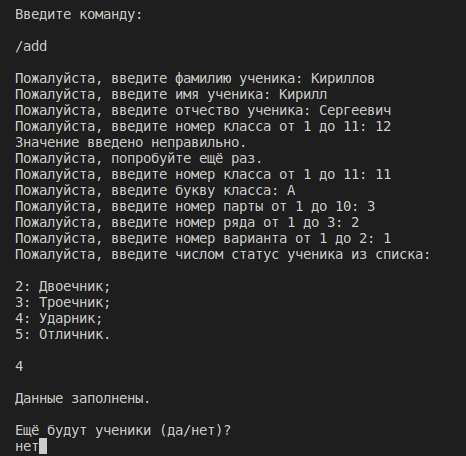 Введите команду:
/add
Пожалуйста, введите фамилию ученика: Кириллов
Пожалуйста, введите имя ученика: Кирилл
Пожалуйста, введите отчество ученика: Сергеевич
Пожалуйста, введите номер класса от 1 до 11: 12
Значение введено неправильно.
Пожалуйста, попробуйте ещё раз.
Пожалуйста, введите номер класса от 1 до 11: 11
Пожалуйста, введите букву класса: А
Пожалуйста, введите номер парты от 1 до 10: 3
Пожалуйста, введите номер ряда от 1 до 3: 2
Пожалуйста, введите номер варианта от 1 до 2: 1
Пожалуйста, введите числом статус ученика из списка:
2: Двоечник;
3: Троечник;
4: Ударник;
5: Отличник.
4
Данные заполнены.
Ещё будут ученики (да/нет)?
нет